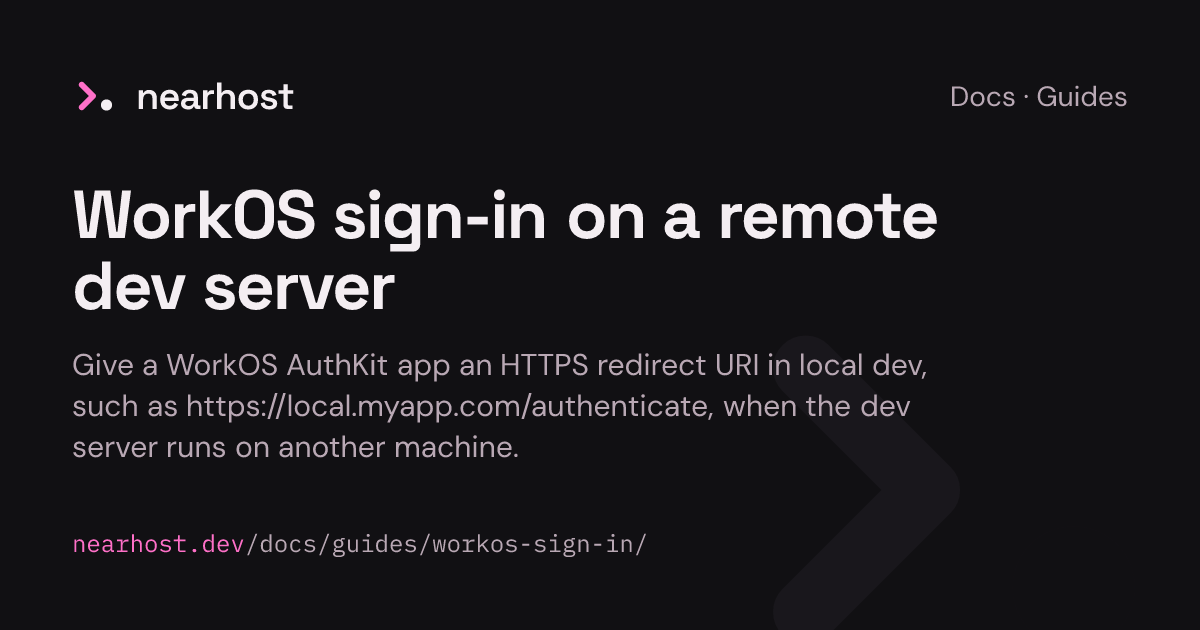 nearhost
Docs · Guides
WorkOS sign-in on a remote
dev server
Give a WorkOS AuthKit app an HTTPS redirect URI in local dev,
such as https://local.myapp.com/authenticate, when the dev
server runs on another machine.
nearhost.dev/docs/guides/workos-sign-in/